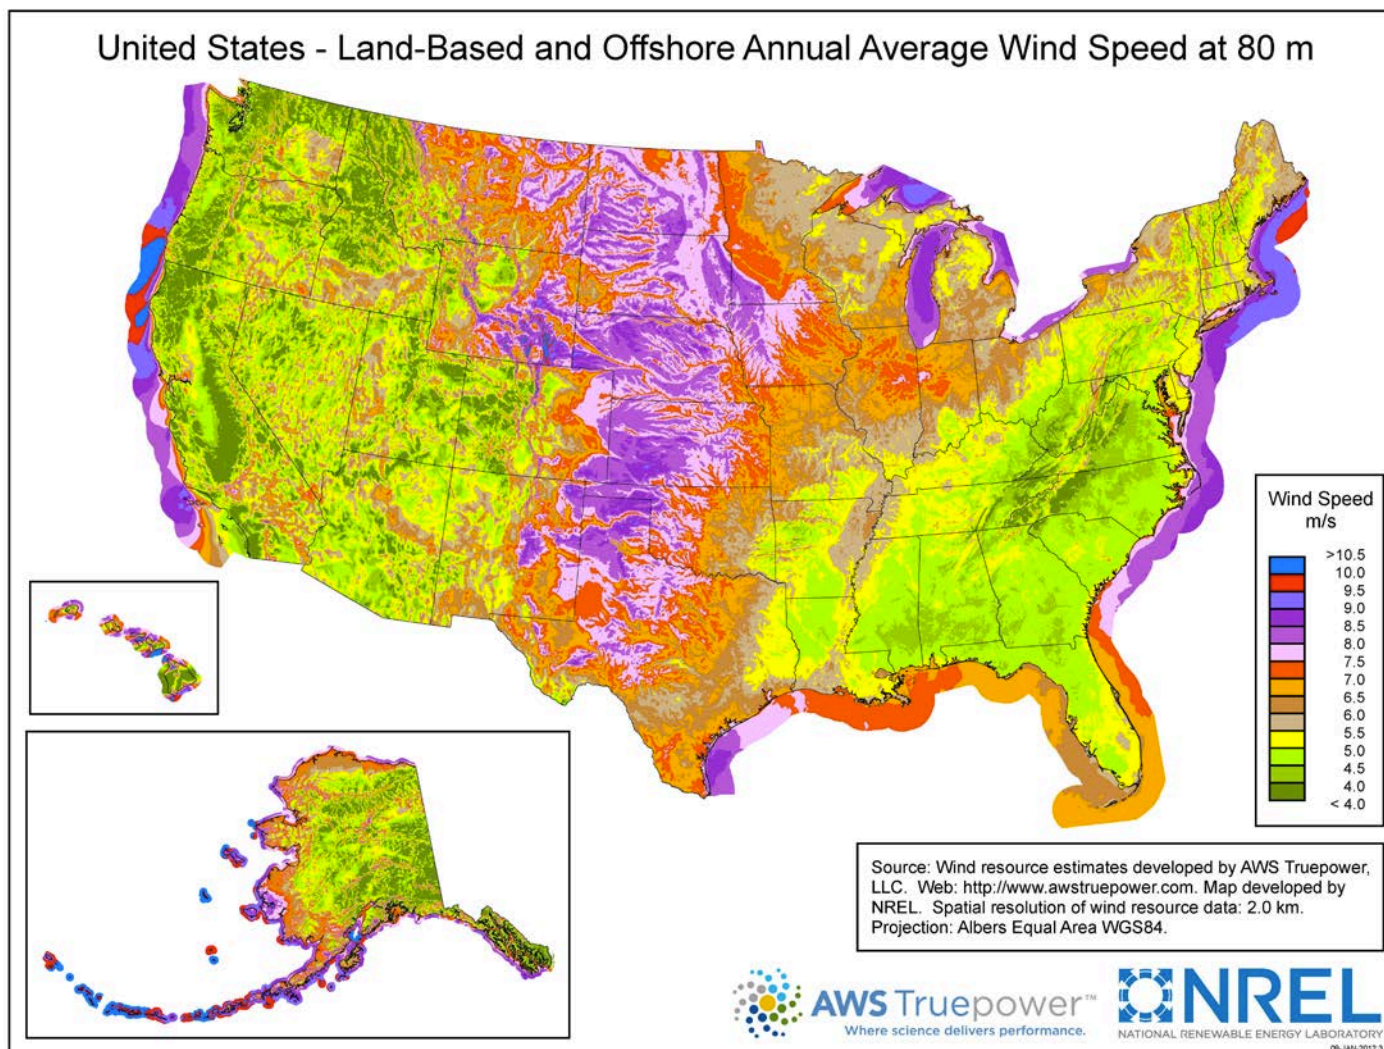 United States - Land-Based and Offshore Annual Average Wind Speed at 80 m
Wind Speed
m/s
>10.5
10.0
9.5
9.0
8.5
8.0
7.5
7.0
6.5
6.0
5.5
5.0
4.5
4.0
< 4.0
Source: Wind resource estimates developed by AWS Truepower,
LLC. Web: http://www.awstruepower.com. Map developed by
NREL. Spatial resolution of wind resource data: 2.0 km.
Projection: Albers Equal Area WGS84.
AWS Truepower™
Where science delivers performance.
NREL
NATIONAL RENEWABLE ENERGY LABORATORY